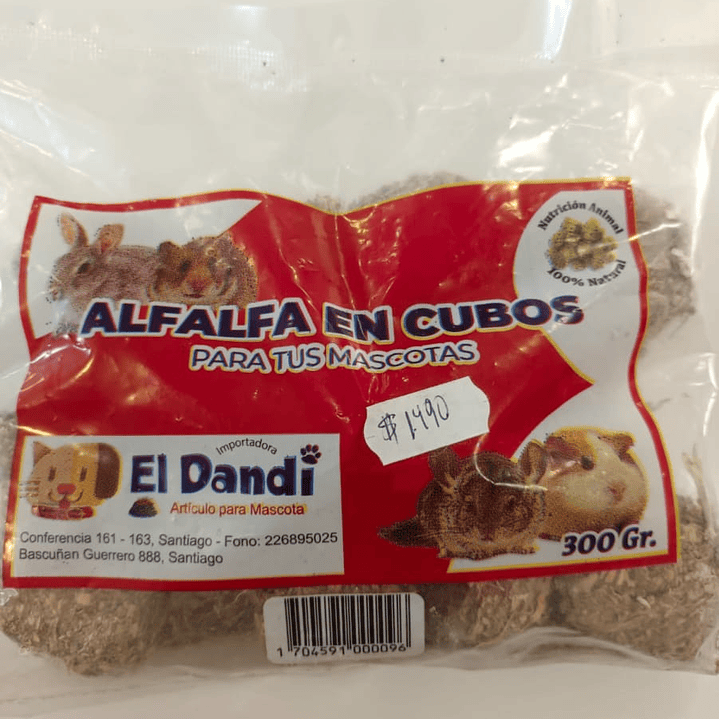 Nutrición Animal
100% Natural
ALFALFA EN CUBOS
PARA TUS MASCOTAS
$1490
Importadora
El Dandi
Artículo para Mascota
Conferencia 161 - 163, Santiago - Fono: 226895025
Bascuñan Guerrero 888, Santiago
300 Gr.
1 704591 000096